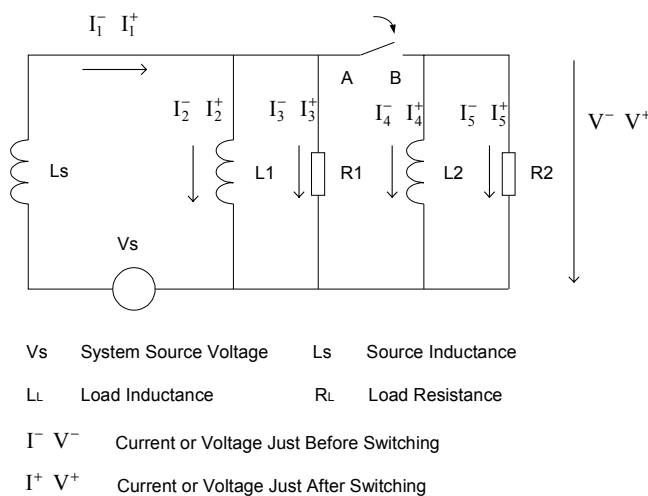 I₁⁻ I₁⁺
A B
I₂⁻ I₂⁺ I₃⁻ I₃⁺ I₄⁻ I₄⁺ I₅⁻ I₅⁺
V⁻ V⁺
Ls L1 R1 L2 R2
Vs
Vs System Source Voltage Ls Source Inductance
LL Load Inductance RL Load Resistance
I⁻ V⁻ Current or Voltage Just Before Switching
I⁺ V⁺ Current or Voltage Just After Switching